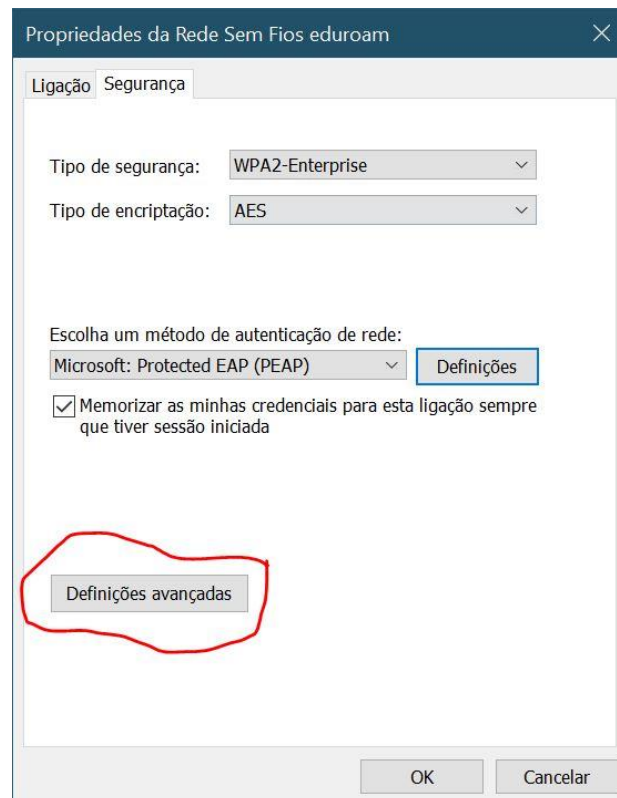 Propriedades da Rede Sem Fios eduroam
Ligação Segurança
Tipo de segurança: WPA2-Enterprise
Tipo de encriptação: AES
Escolha um método de autenticação de rede:
Microsoft: Protected EAP (PEAP) Definições
Memorizar as minhas credenciais para esta ligação sempre
que tiver sessão iniciada
Definições avançadas
OK Cancelar